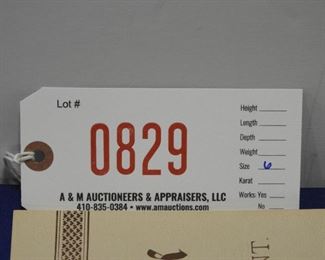 Lot #
0829
A & M AUCTIONEERS & APPRAISERS, LLC
410-835-0384 • www.amauctions.com
Height
Length
Depth
Weight
Size 6
Karat
Works: Yes
No